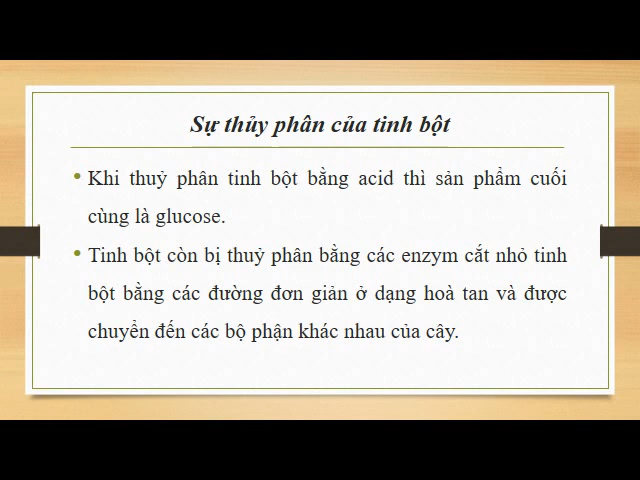 Sự thủy phân của tinh bột
• Khi thuỷ phân tinh bột bằng acid thì sản phẩm cuối
cùng là glucose.
• Tinh bột còn bị thuỷ phân bằng các enzym cắt nhỏ tinh
bột bằng các đường đơn giản ở dạng hoà tan và được
chuyển đến các bộ phận khác nhau của cây.